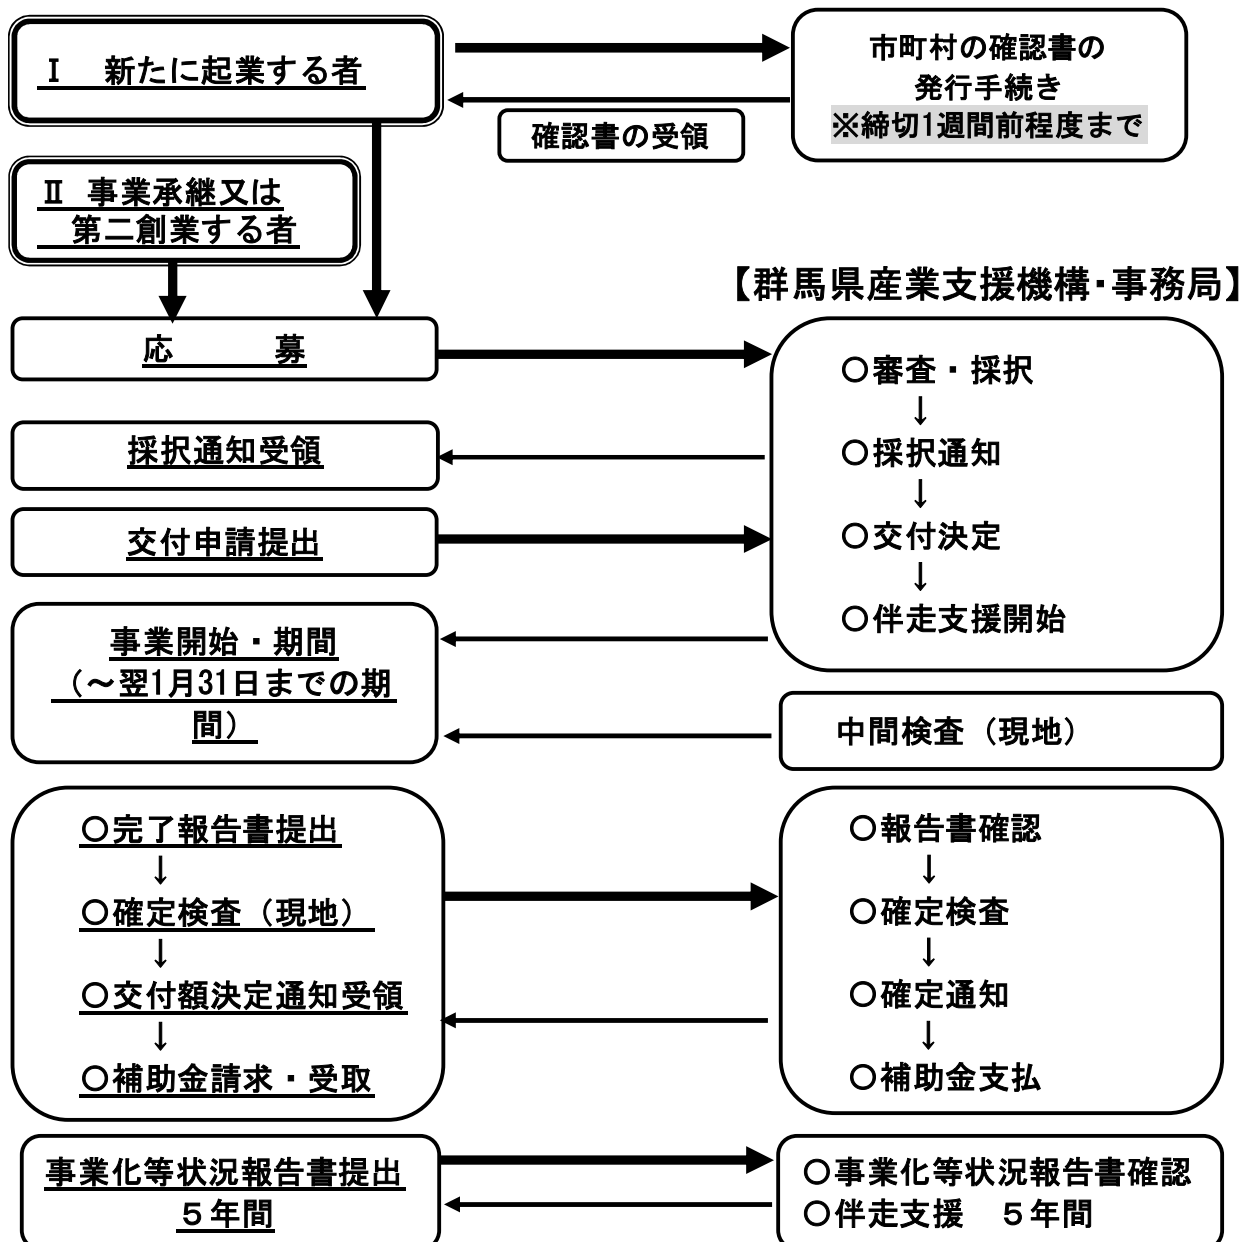 Ⅰ　新たに起業する者
市町村の確認書の
発行手続き
※締切1週間前程度まで
確認書の受領
Ⅱ 事業承継又は
第二創業する者
【群馬県産業支援機構・事務局】
応　　　募
○審査・採択
↓
○採択通知
↓
○交付決定
↓
○伴走支援開始
採択通知受領
交付申請提出
事業開始・期間
（～翌1月31日までの期
間）
中間検査（現地）
○完了報告書提出
↓
○確定検査（現地）
↓
○交付額決定通知受領
↓
○補助金請求・受取
○報告書確認
↓
○確定検査
↓
○確定通知
↓
○補助金支払
事業化等状況報告書提出
５年間
○事業化等状況報告書確認
○伴走支援　５年間